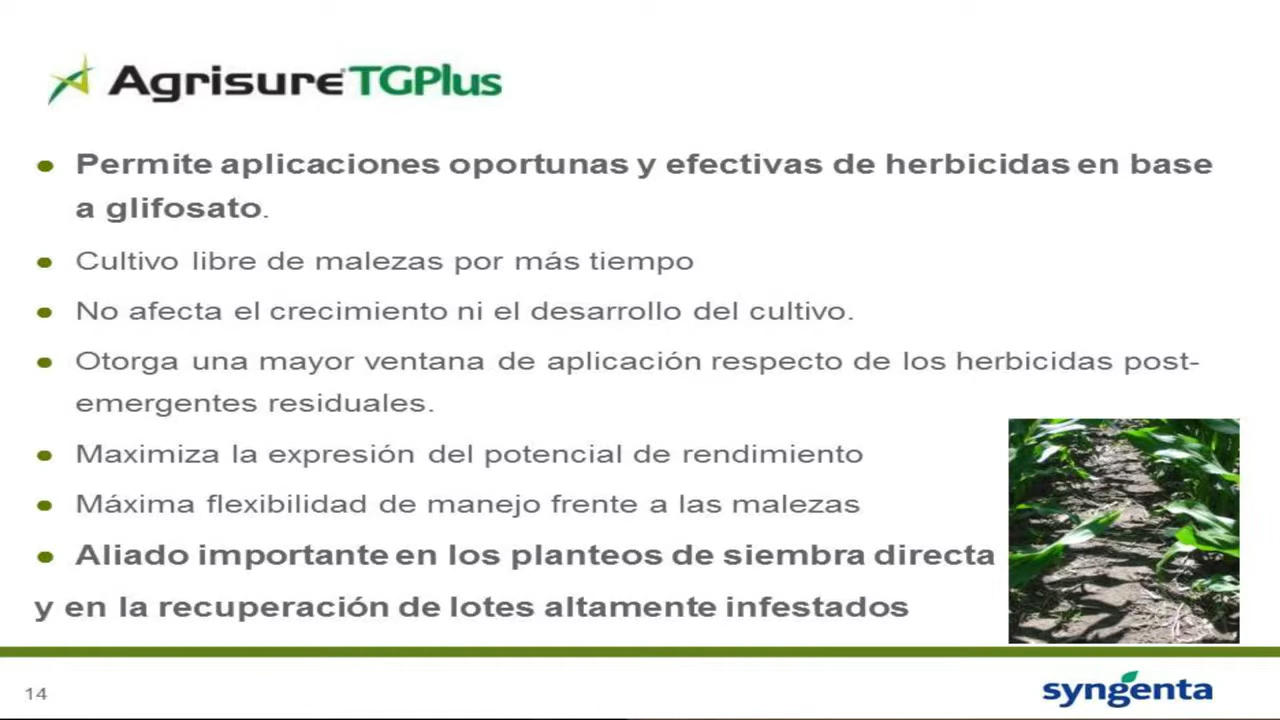 Agrisure TGPlus
• Permite aplicaciones oportunas y efectivas de herbicidas en base
a glifosato.
• Cultivo libre de malezas por más tiempo
• No afecta el crecimiento ni el desarrollo del cultivo.
• Otorga una mayor ventana de aplicación respecto de los herbicidas post-
emergentes residuales.
• Maximiza la expresión del potencial de rendimiento
• Máxima flexibilidad de manejo frente a las malezas
• Aliado importante en los planteos de siembra directa
y en la recuperación de lotes altamente infestados
14
syngenta